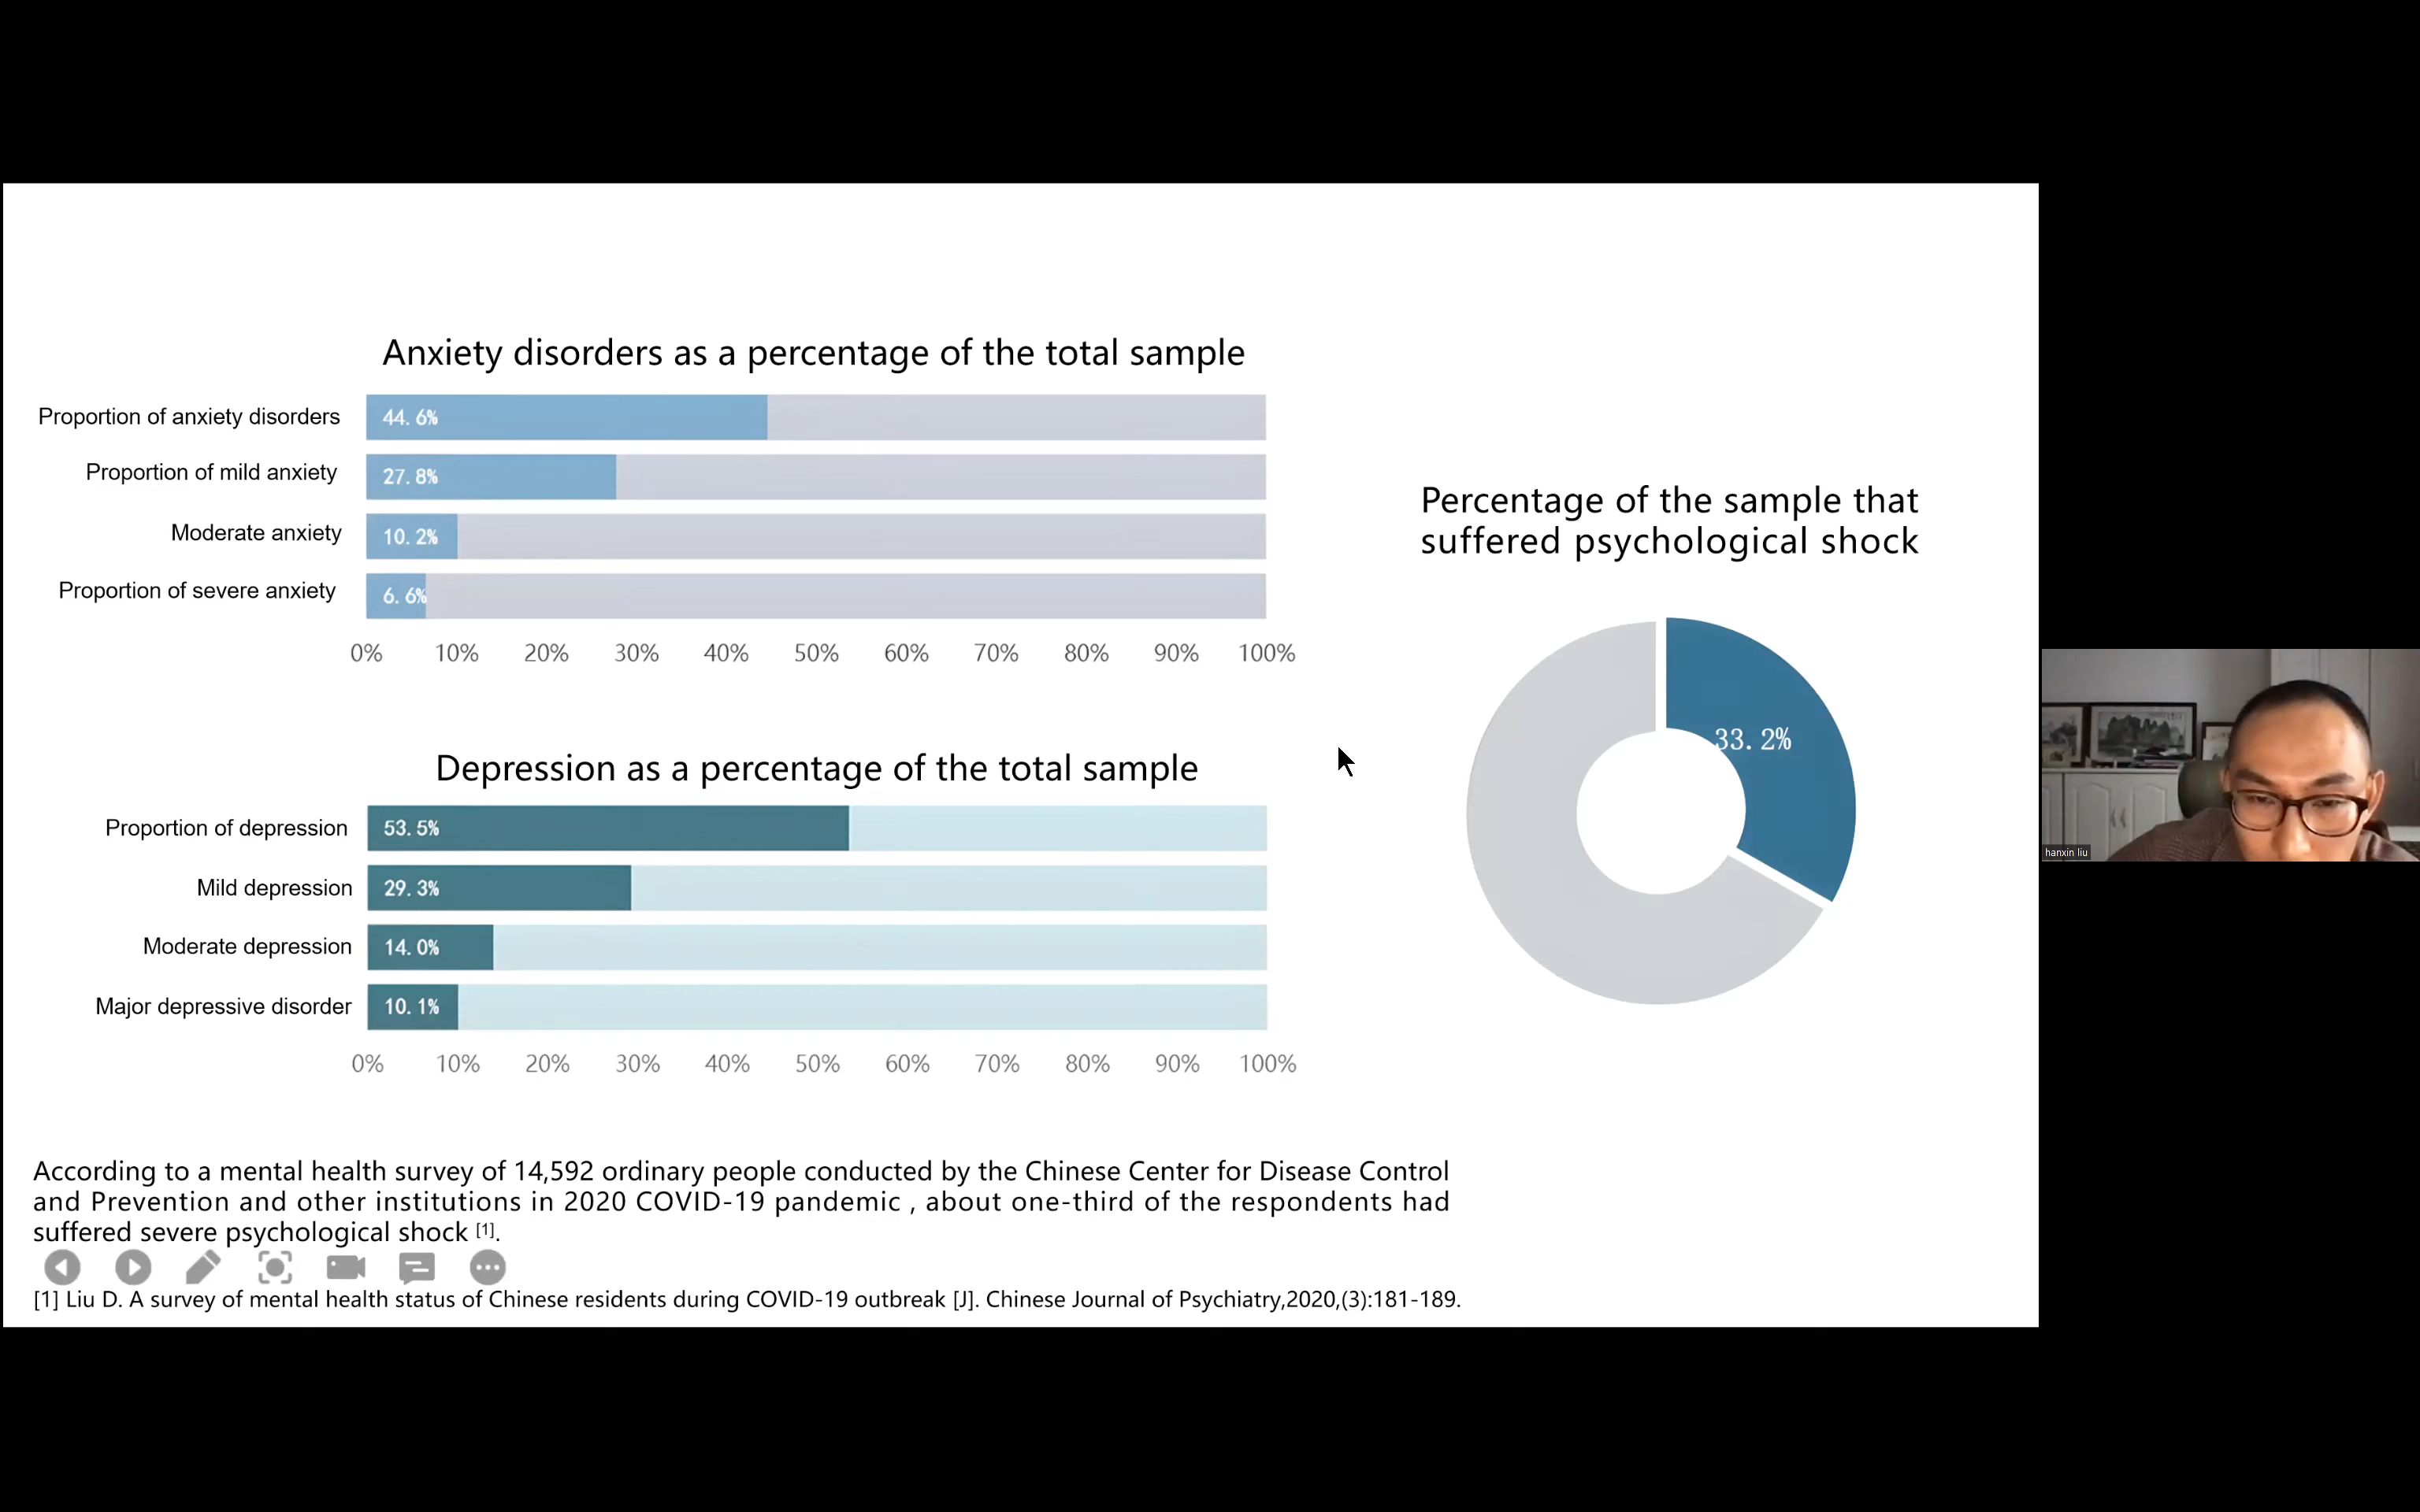 Anxiety disorders as a percentage of the total sample
Proportion of anxiety disorders
44.6%
Proportion of mild anxiety
27.8%
Moderate anxiety
10.2%
Proportion of severe anxiety
6.6%
0% 10% 20% 30% 40% 50% 60% 70% 80% 90% 100%
Depression as a percentage of the total sample
Proportion of depression
53.5%
Mild depression
29.3%
Moderate depression
14.0%
Major depressive disorder
10.1%
0% 10% 20% 30% 40% 50% 60% 70% 80% 90% 100%
Percentage of the sample that
suffered psychological shock
33.2%
According to a mental health survey of 14,592 ordinary people conducted by the Chinese Center for Disease Control
and Prevention and other institutions in 2020 COVID-19 pandemic , about one-third of the respondents had
suffered severe psychological shock [1].
[1] Liu D. A survey of mental health status of Chinese residents during COVID-19 outbreak [J]. Chinese Journal of Psychiatry,2020,(3):181-189.
hanxin liu